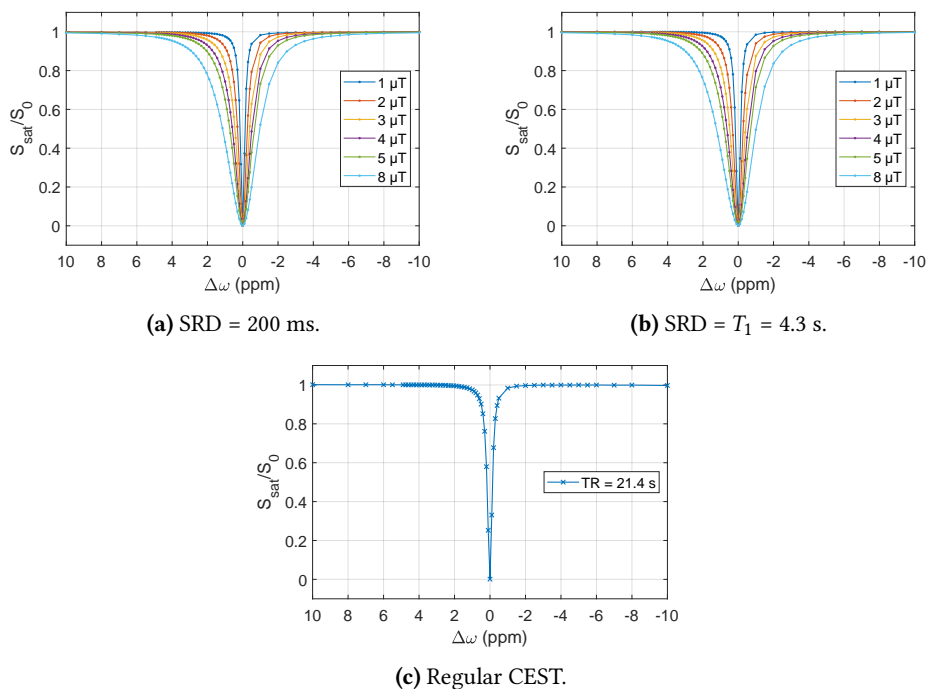 S_sat/S_0
1
0.8
0.6
0.4
0.2
0
1 µT
2 µT
3 µT
4 µT
5 µT
8 µT
10 8 6 4 2 0 -2 -4 -6 -8 -10
Δω (ppm)
(a) SRD = 200 ms.
S_sat/S_0
1
0.8
0.6
0.4
0.2
0
1 µT
2 µT
3 µT
4 µT
5 µT
8 µT
10 8 6 4 2 0 -2 -4 -6 -8 -10
Δω (ppm)
(b) SRD = T₁ = 4.3 s.
S_sat/S_0
1
0.8
0.6
0.4
0.2
0
TR = 21.4 s
10 8 6 4 2 0 -2 -4 -6 -8 -10
Δω (ppm)
(c) Regular CEST.